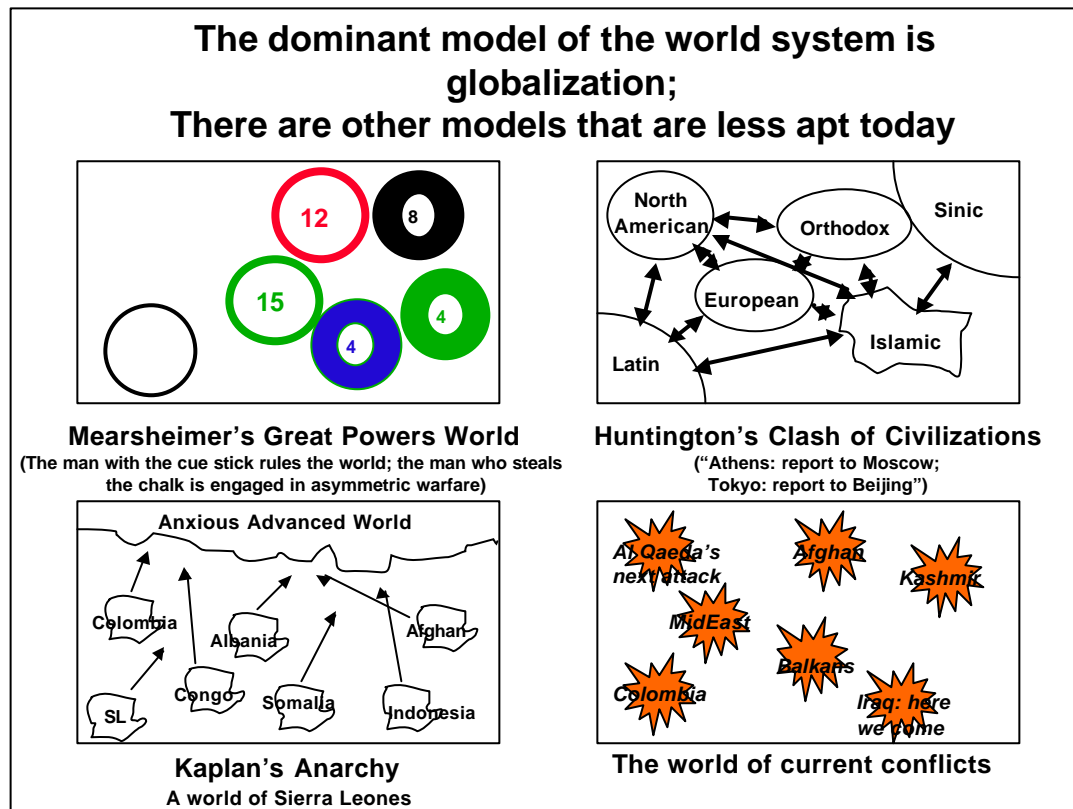 The dominant model of the world system is
globalization;
There are other models that are less apt today
12
8
15
4
4
Mearsheimer's Great Powers World
(The man with the cue stick rules the world; the man who steals
the chalk is engaged in asymmetric warfare)
North
American
Orthodox
Sinic
European
Islamic
Latin
Huntington's Clash of Civilizations
("Athens: report to Moscow;
Tokyo: report to Beijing")
Anxious Advanced World
Colombia
Albania
Afghan
SL
Congo
Somalia
Indonesia
Kaplan's Anarchy
A world of Sierra Leones
Al Qaeda's
next attack
Afghan
Kashmir
MidEast
Balkans
Colombia
Iraq: here
we come
The world of current conflicts